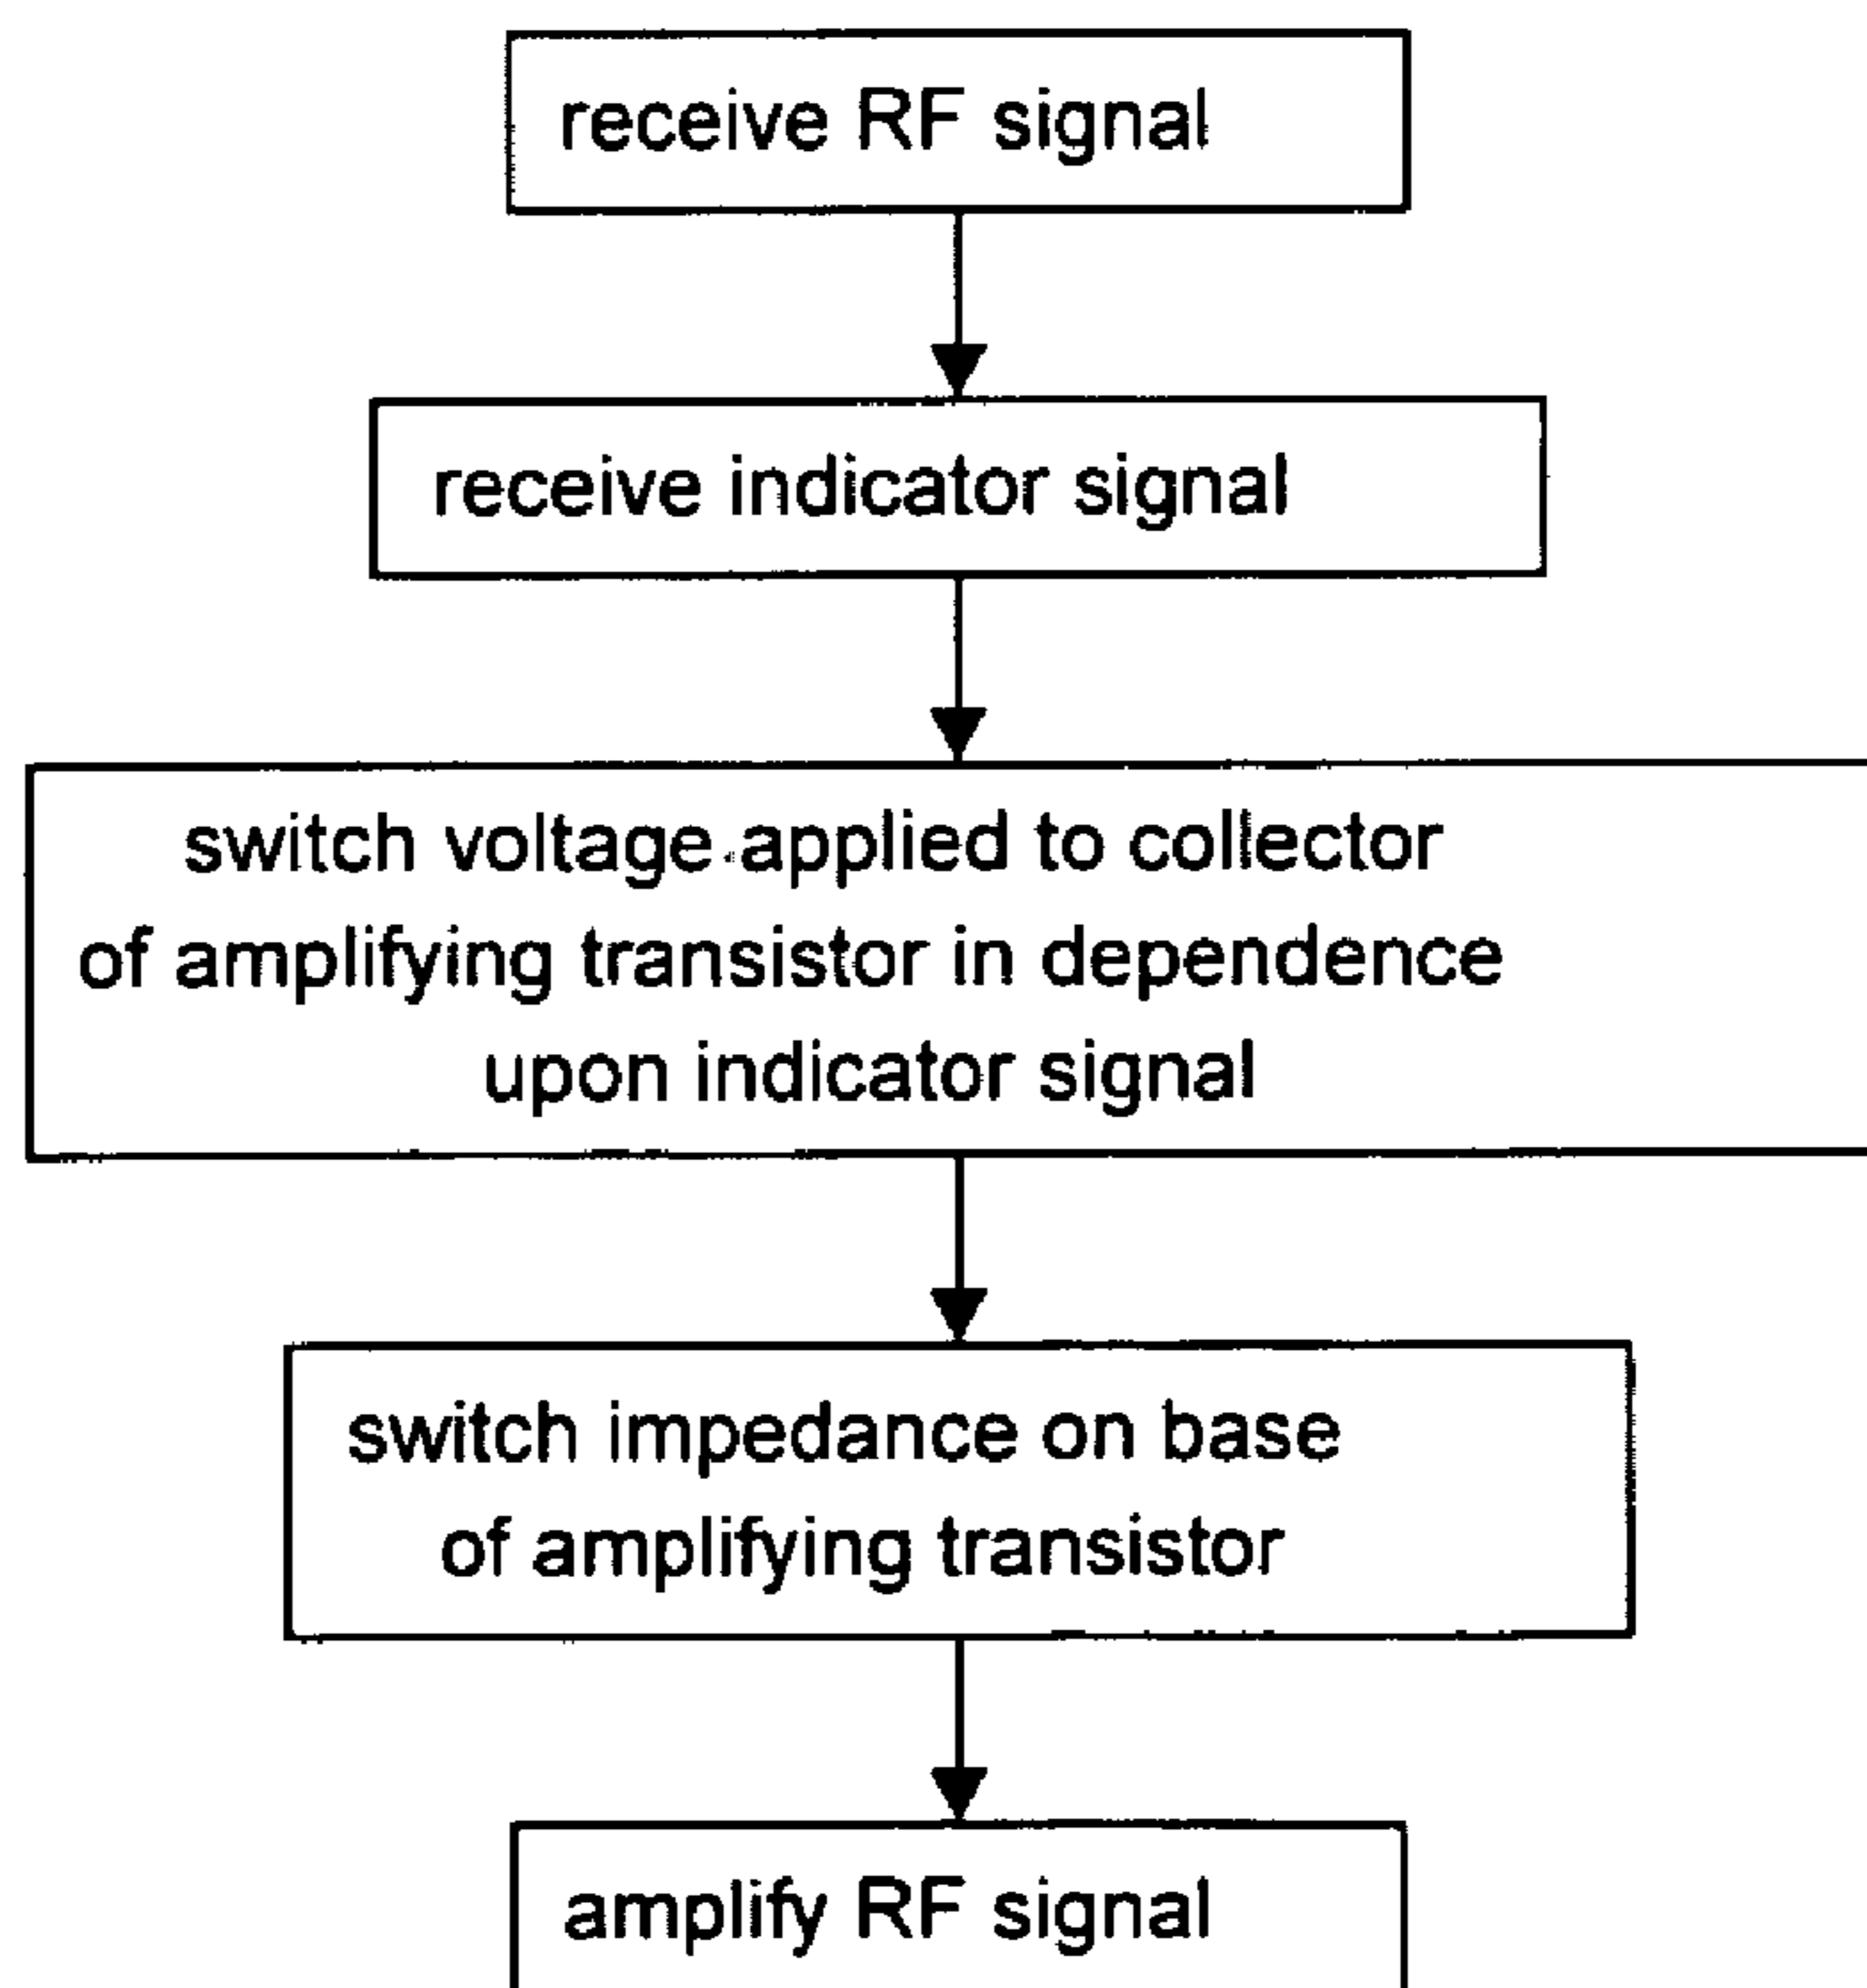 receive RF signal
receive indicator signal
switch voltage applied to collector
of amplifying transistor in dependence
upon indicator signal
switch impedance on base
of amplifying transistor
amplify RF signal